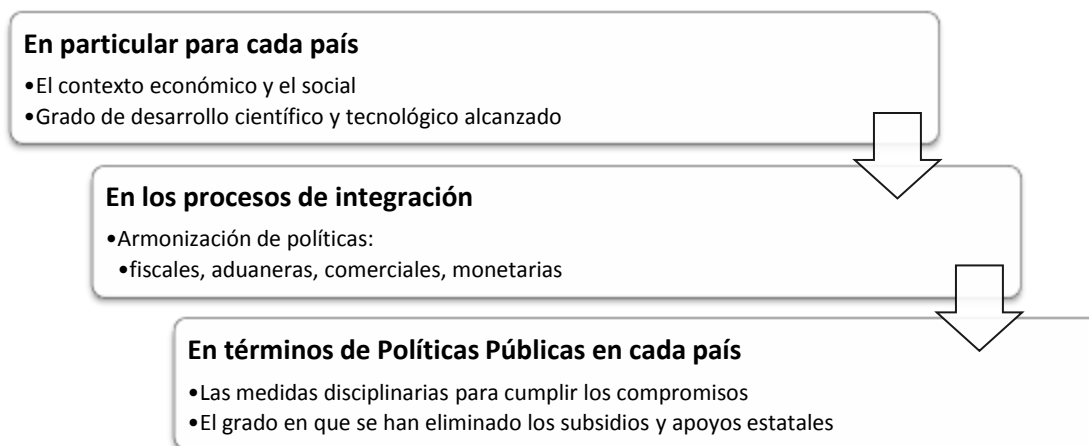 En particular para cada país
•El contexto económico y el social
•Grado de desarrollo científico y tecnológico alcanzado
En los procesos de integración
•Armonización de políticas:
•fiscales, aduaneras, comerciales, monetarias
En términos de Políticas Públicas en cada país
•Las medidas disciplinarias para cumplir los compromisos
•El grado en que se han eliminado los subsidios y apoyos estatales